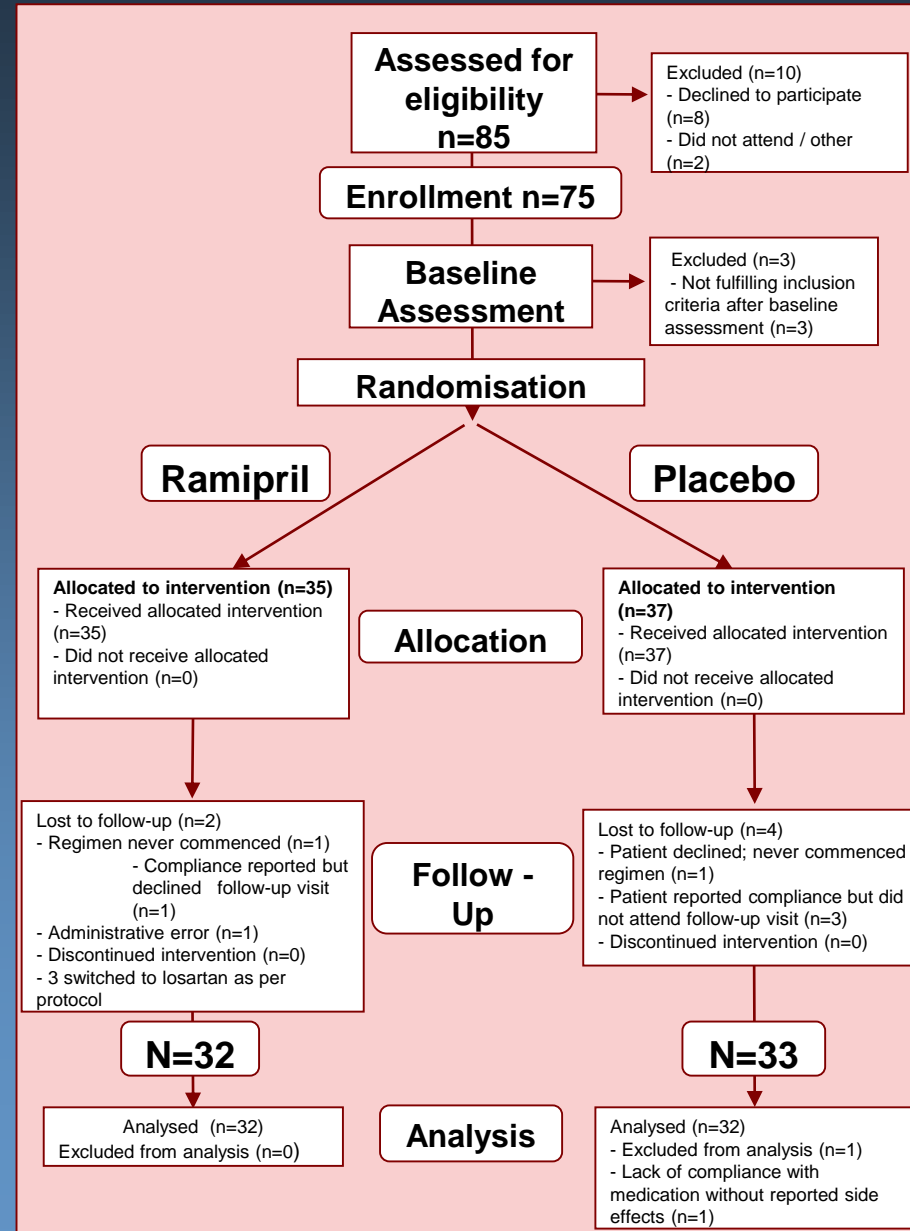 Assessed for
eligibility
n=85
Excluded (n=10)
- Declined to participate
(n=8)
- Did not attend / other
(n=2)
Enrollment n=75
Baseline
Assessment
Excluded (n=3)
- Not fulfilling inclusion
criteria after baseline
assessment (n=3)
Randomisation
Ramipril
Placebo
Allocated to intervention (n=35)
- Received allocated intervention
(n=35)
- Did not receive allocated
intervention (n=0)
Allocation
Allocated to intervention
(n=37)
- Received allocated intervention
(n=37)
- Did not receive allocated
intervention (n=0)
Lost to follow-up (n=2)
- Regimen never commenced (n=1)
- Compliance reported but
declined follow-up visit
(n=1)
- Administrative error (n=1)
- Discontinued intervention (n=0)
- 3 switched to losartan as per
protocol
Follow -
Up
Lost to follow-up (n=4)
- Patient declined; never commenced
regimen (n=1)
- Patient reported compliance but did
not attend follow-up visit (n=3)
- Discontinued intervention (n=0)
N=32
N=33
Analysed (n=32)
Excluded from analysis (n=0)
Analysis
Analysed (n=32)
- Excluded from analysis (n=1)
- Lack of compliance with
medication without reported side
effects (n=1)